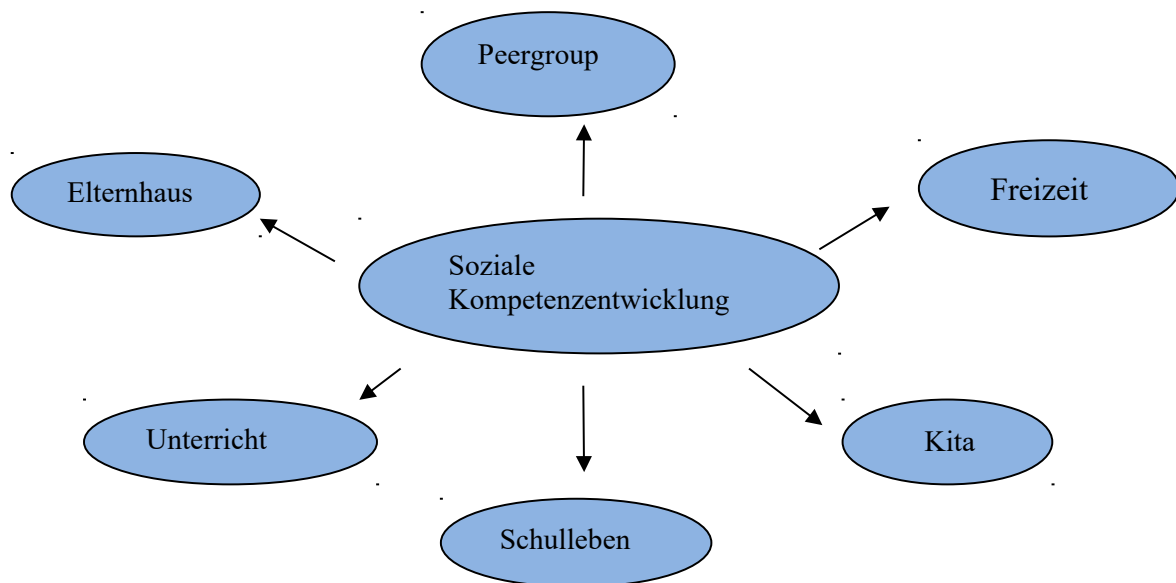 Peergroup
Elternhaus
Freizeit
Soziale
Kompetenzentwicklung
Unterricht
Kita
Schulleben